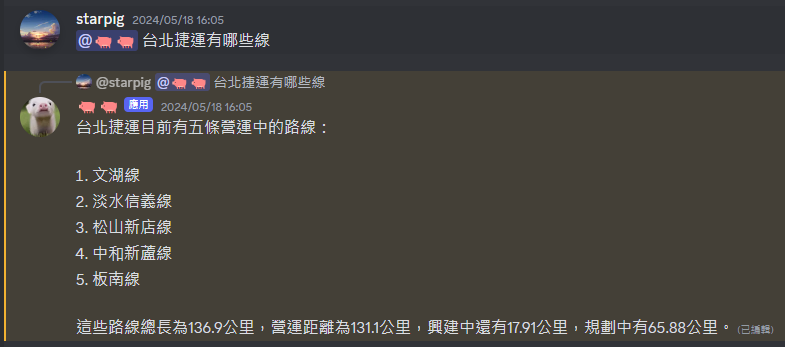 starpig 2024/05/18 16:05
@🐖 🐖 台北捷運有哪些線
@starpig @🐖 🐖 台北捷運有哪些線
🐖 🐖 應用 2024/05/18 16:05
台北捷運目前有五條營運中的路線：
1. 文湖線
2. 淡水信義線
3. 松山新店線
4. 中和新蘆線
5. 板南線
這些路線總長為136.9公里，營運距離為131.1公里，興建中還有17.91公里，規劃中有65.88公里。(已編輯)